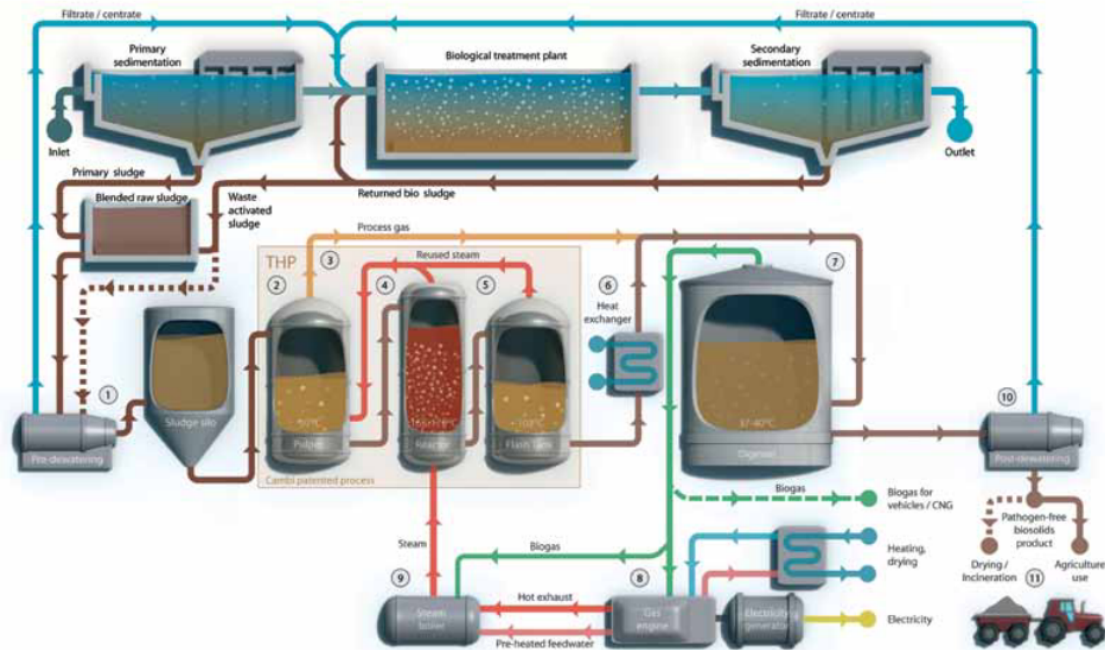 Filtrate / centrate
Filtrate / centrate
Primary
sedimentation
Biological treatment plant
Secondary
sedimentation
Inlet
Outlet
Primary sludge
Returned bio sludge
Blended raw sludge
Waste
activated
sludge
Process gas
THP
3
Reused steam
2
4
5
6
7
Heat
exchanger
1
Sludge silo
10
Pulper
Reactor
Flash Tank
37-40°C
Digester
Pre-dewatering
Post-dewatering
Cambi patented process
Biogas
Biogas for
vehicles / CNG
Pathogen-free
biosolids
product
Steam
Biogas
Heating,
drying
Drying /
Incineration
11
Agriculture
use
9
8
Hot exhaust
Steam
boiler
Gas
engine
Electricity
generator
Electricity
Pre-heated feedwater